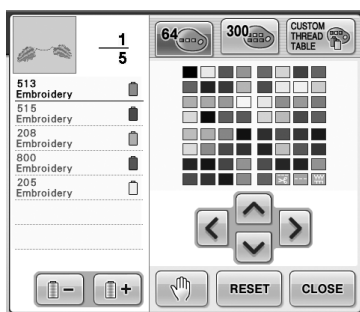 1
5
64
300
CUSTOM
THREAD
TABLE
513
Embroidery
515
Embroidery
208
Embroidery
800
Embroidery
205
Embroidery
RESET
CLOSE